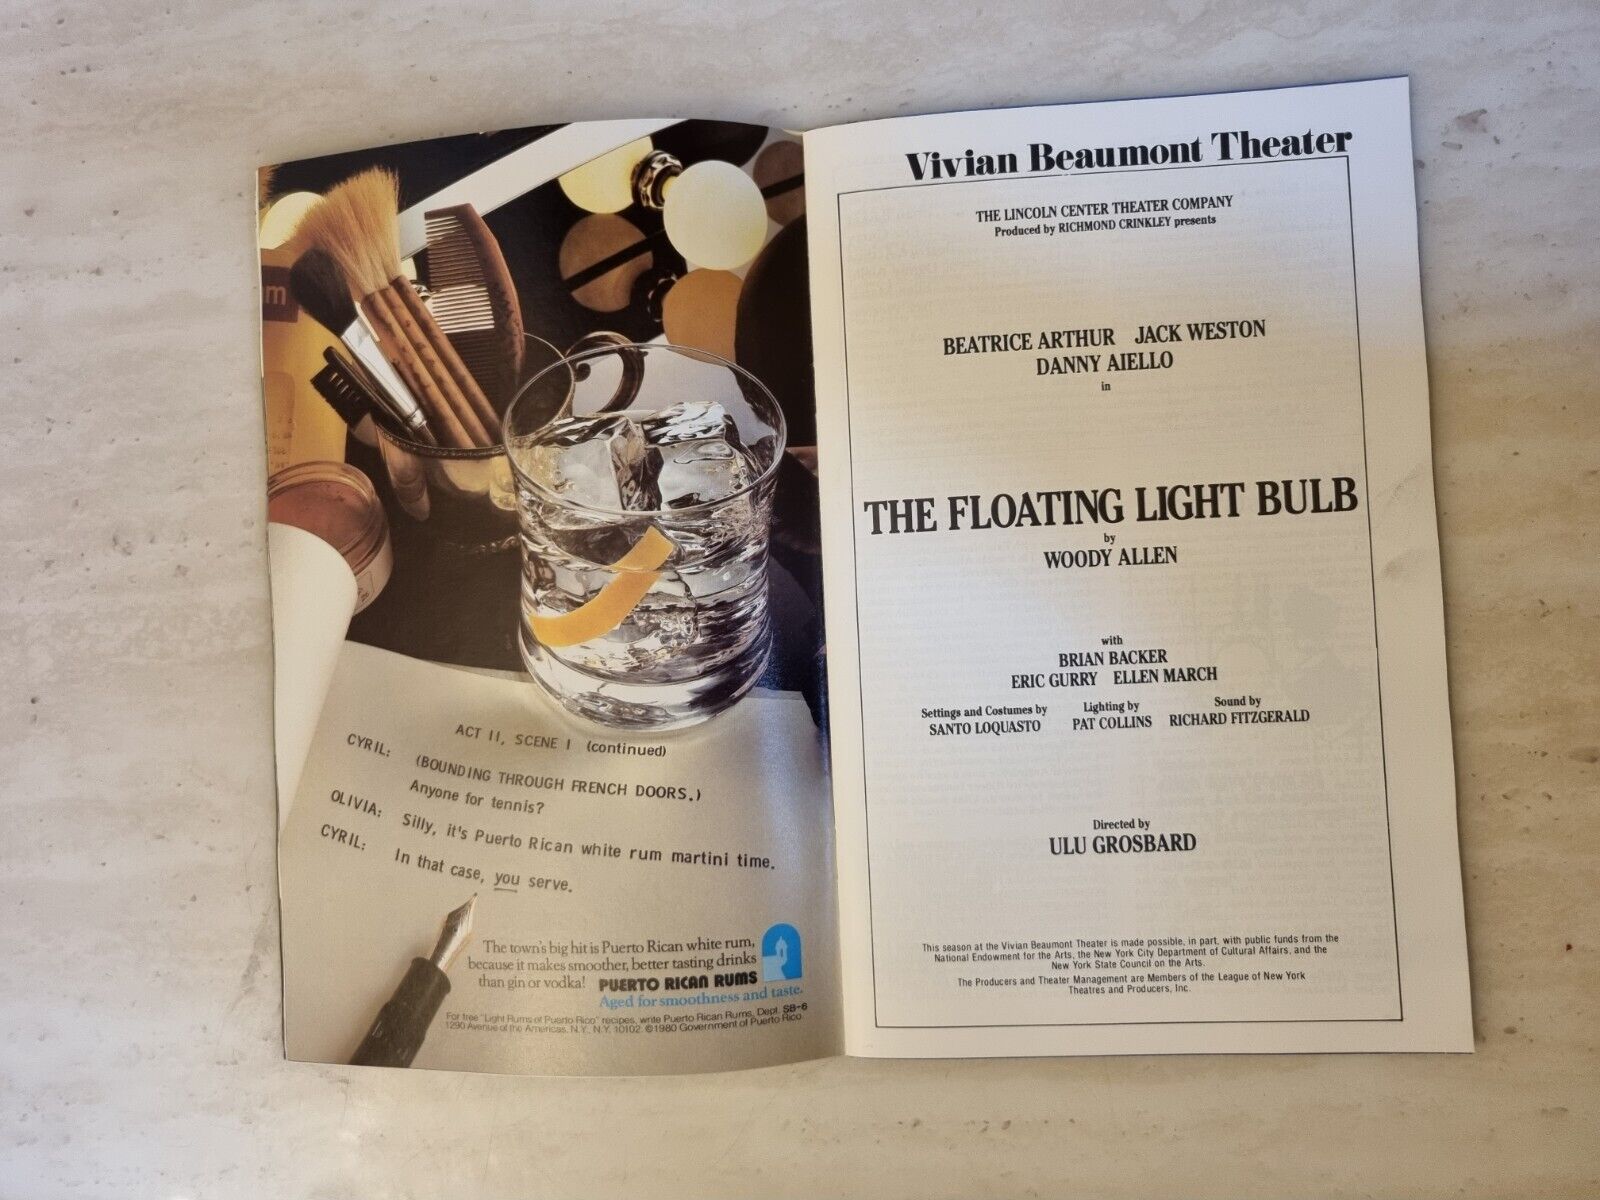 m
ACT II, SCENE I (continued)
CYRIL: (BOUNDING THROUGH FRENCH DOORS.)
Anyone for tennis?
OLIVIA: Silly, it's Puerto Rican white rum martini time.
CYRIL: In that case, you serve.
The town's big hit is Puerto Rican white rum,
because it makes smoother, better tasting drinks
than gin or vodka! PUERTO RICAN RUMS
Aged for smoothness and taste.
For free "Light Rums of Puerto Rico" recipes, write Puerto Rican Rums, Dept. SB-6
1290 Avenue of the Americas, N.Y., N.Y. 10102. ©1980 Government of Puerto Rico
Vivian Beaumont Theater
THE LINCOLN CENTER THEATER COMPANY
Produced by RICHMOND CRINKLEY presents
BEATRICE ARTHUR JACK WESTON
DANNY AIELLO
in
THE FLOATING LIGHT BULB
by
WOODY ALLEN
with
BRIAN BACKER
ERIC GURRY ELLEN MARCH
Settings and Costumes by Lighting by Sound by
SANTO LOQUASTO PAT COLLINS RICHARD FITZGERALD
Directed by
ULU GROSBARD
This season at the Vivian Beaumont Theater is made possible, in part, with public funds from the
National Endowment for the Arts, the New York City Department of Cultural Affairs, and the
New York State Council on the Arts.
The Producers and Theater Management are Members of the League of New York
Theatres and Producers, Inc.